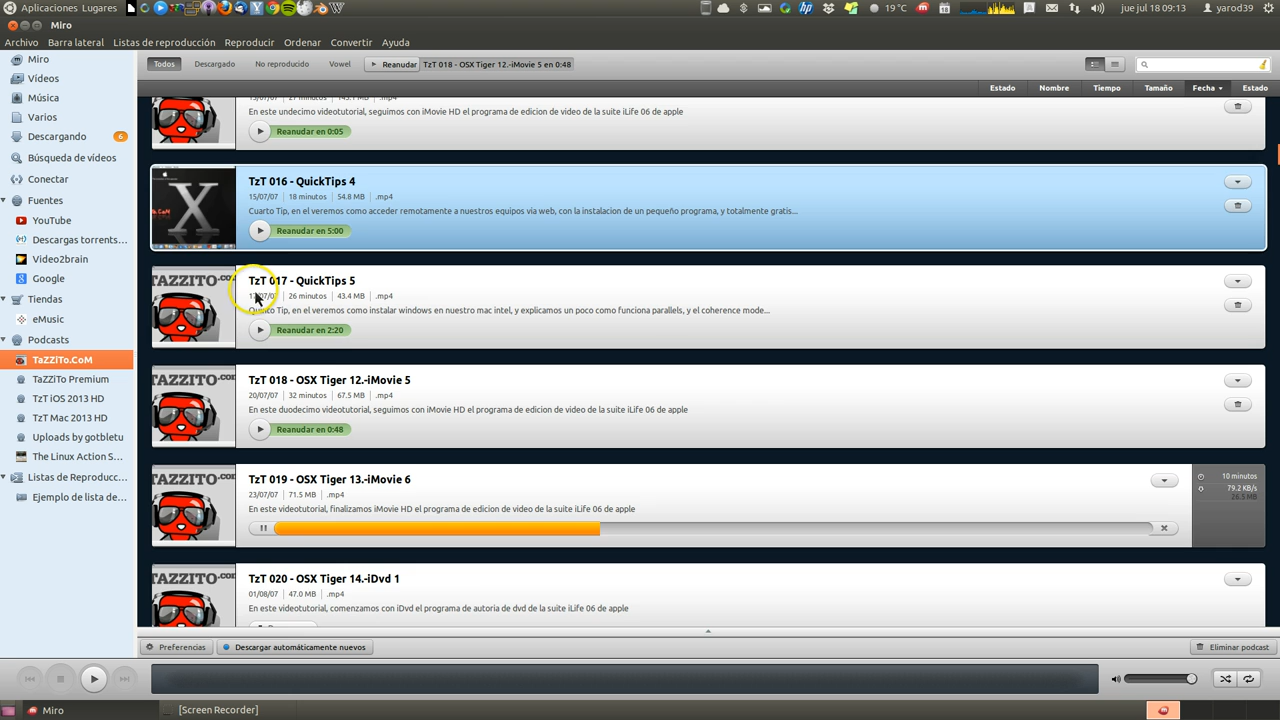 Aplicaciones Lugares
19 °C
jue jul 18 09:13
yarod39
Miro
Archivo Barra lateral Listas de reproducción Reproducir Ordenar Convertir Ayuda
Miro
Vídeos
Música
Varios
Descargando 6
Búsqueda de vídeos
Conectar
Fuentes
YouTube
Descargas torrents...
Video2brain
Google
Tiendas
eMusic
Podcasts
TaZZiTo.CoM
TaZZiTo Premium
TzT iOS 2013 HD
TzT Mac 2013 HD
Uploads by gotbletu
The Linux Action S...
Listas de Reproducc...
Ejemplo de lista de...
Todos Descargado No reproducido Vowel Reanudar TzT 018 - OSX Tiger 12.-iMovie 5 en 0:48
Estado Nombre Tiempo Tamaño Fecha Estado
En este undecimo videotutorial, seguimos con iMovie HD el programa de edicion de video de la suite iLife 06 de apple
Reanudar en 0:05
TzT 016 - QuickTips 4
15/07/07 18 minutos 54.8 MB .mp4
Cuarto Tip, en el veremos como acceder remotamente a nuestros equipos via web, con la instalacion de un pequeño programa, y totalmente gratis...
Reanudar en 5:00
TAZZITO.CO
TzT 017 - QuickTips 5
26 minutos 43.4 MB .mp4
Quinto Tip, en el veremos como instalar windows en nuestro mac intel, y explicamos un poco como funciona parallels, y el coherence mode...
Reanudar en 2:20
TAZZITO.CO
TzT 018 - OSX Tiger 12.-iMovie 5
20/07/07 32 minutos 67.5 MB .mp4
En este duodecimo videotutorial, seguimos con iMovie HD el programa de edicion de video de la suite iLife 06 de apple
Reanudar en 0:48
TAZZITO.CO
TzT 019 - OSX Tiger 13.-iMovie 6
23/07/07 71.5 MB .mp4
En este videotutorial, finalizamos iMovie HD el programa de edicion de video de la suite iLife 06 de apple
10 minutos
79.2 KB/s
26.5 MB
TAZZITO.CO
TzT 020 - OSX Tiger 14.-iDvd 1
01/08/07 47.0 MB .mp4
En este videotutorial, comenzamos con iDvd el programa de autoria de dvd de la suite iLife 06 de apple
Preferencias Descargar automáticamente nuevos Eliminar podcast
Miro [Screen Recorder]